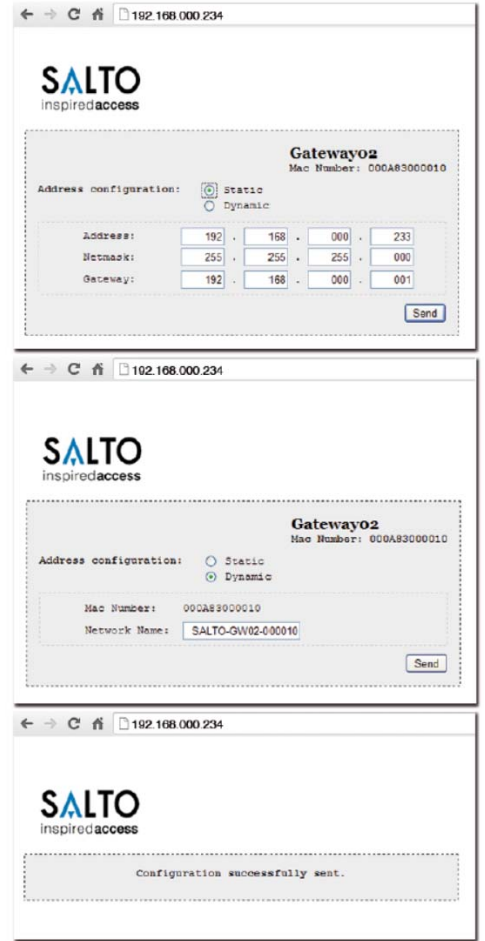 192.168.000.234
SALTO
inspiredaccess
Gateway02
Mac Number: 000A83000010
Address configuration: Static
Dynamic
Address: 192 . 168 . 000 . 233
Netmask: 255 . 255 . 255 . 000
Gateway: 192 . 168 . 000 . 001
Send
192.168.000.234
SALTO
inspiredaccess
Gateway02
Mac Number: 000A83000010
Address configuration: Static
Dynamic
Mac Number: 000A83000010
Network Name: SALTO-GW02-000010
Send
192.168.000.234
SALTO
inspiredaccess
Configuration successfully sent.